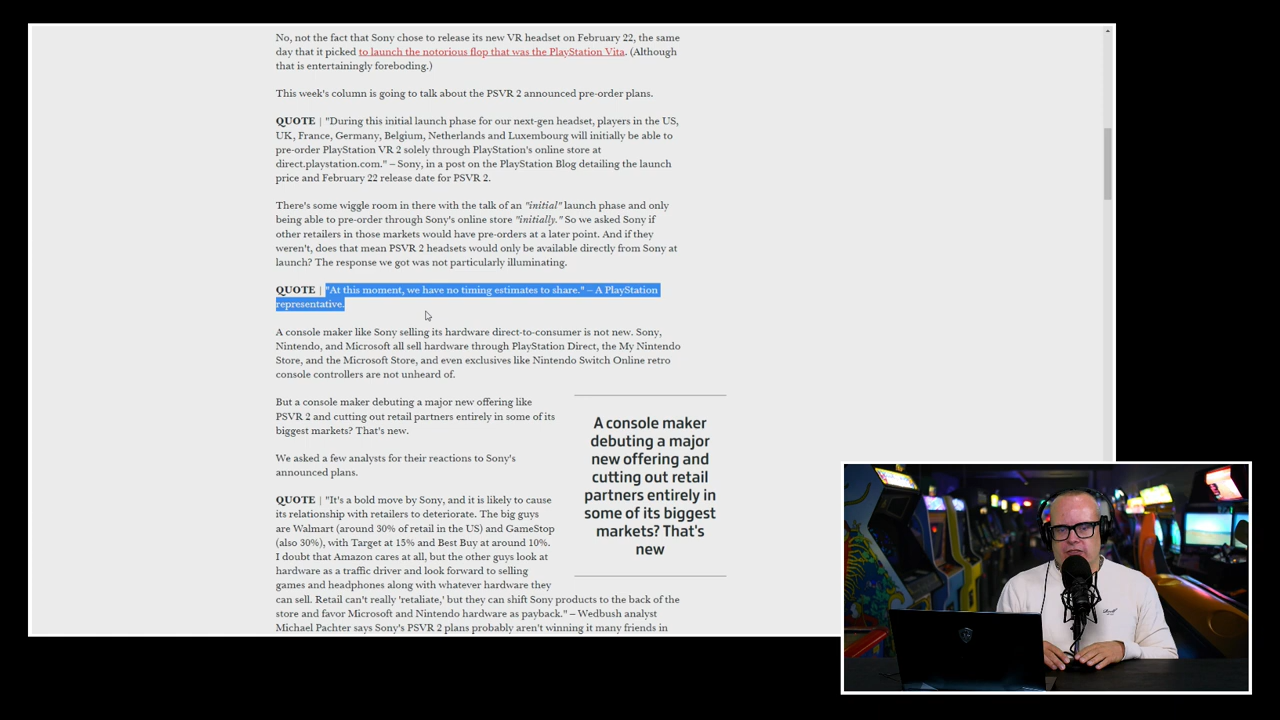 No, not the fact that Sony chose to release its new VR headset on February 22, the same
day that it picked to launch the notorious flop that was the PlayStation Vita. (Although
that is entertainingly foreboding.)
This week's column is going to talk about the PSVR 2 announced pre-order plans.
QUOTE | "During this initial launch phase for our next-gen headset, players in the US,
UK, France, Germany, Belgium, Netherlands and Luxembourg will initially be able to
pre-order PlayStation VR 2 solely through PlayStation's online store at
direct.playstation.com." – Sony, in a post on the PlayStation Blog detailing the launch
price and February 22 release date for PSVR 2.
There's some wiggle room in there with the talk of an "initial" launch phase and only
being able to pre-order through Sony's online store "initially." So we asked Sony if
other retailers in those markets would have pre-orders at a later point. And if they
weren't, does that mean PSVR 2 headsets would only be available directly from Sony at
launch? The response we got was not particularly illuminating.
QUOTE | "At this moment, we have no timing estimates to share." – A PlayStation
representative.
A console maker like Sony selling its hardware direct-to-consumer is not new. Sony,
Nintendo, and Microsoft all sell hardware through PlayStation Direct, the My Nintendo
Store, and the Microsoft Store, and even exclusives like Nintendo Switch Online retro
console controllers are not unheard of.
But a console maker debuting a major new offering like
PSVR 2 and cutting out retail partners entirely in some of its
biggest markets? That's new.
We asked a few analysts for their reactions to Sony's
announced plans.
QUOTE | "It's a bold move by Sony, and it is likely to cause
its relationship with retailers to deteriorate. The big guys
are Walmart (around 30% of retail in the US) and GameStop
(also 30%), with Target at 15% and Best Buy at around 10%.
I doubt that Amazon cares at all, but the other guys look at
hardware as a traffic driver and look forward to selling
games and headphones along with whatever hardware they
can sell. Retail can't really 'retaliate,' but they can shift Sony products to the back of the
store and favor Microsoft and Nintendo hardware as payback." – Wedbush analyst
Michael Pachter says Sony's PSVR 2 plans probably aren't winning it many friends in
A console maker
debuting a major
new offering and
cutting out retail
partners entirely in
some of its biggest
markets? That's
new